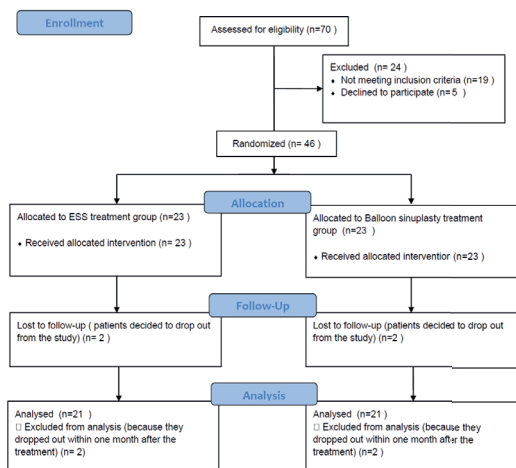 Enrollment
Assessed for eligibility (n=70 )
Excluded (n= 24 )
♦ Not meeting inclusion criteria (n=19 )
♦ Declined to participate (n= 5 )
Randomized (n= 46 )
Allocation
Allocated to ESS treatment group (n=23 )
♦ Received allocated intervention (n= 23 )
Allocated to Balloon sinuplasty treatment
group (n=23 )
♦ Received allocated intervention (n=23 )
Follow-Up
Lost to follow-up ( patients decided to drop out
from the study) (n= 2 )
Lost to follow-up (patients decided to drop out
from the study) (n=2 )
Analysis
Analysed (n=21 )
□ Excluded from analysis (because they
dropped out within one month after the
treatment) (n= 2)
Analysed (n=21 )
□ Excluded from analysis (because they
dropped out within one month after the
treatment) (n=2 )